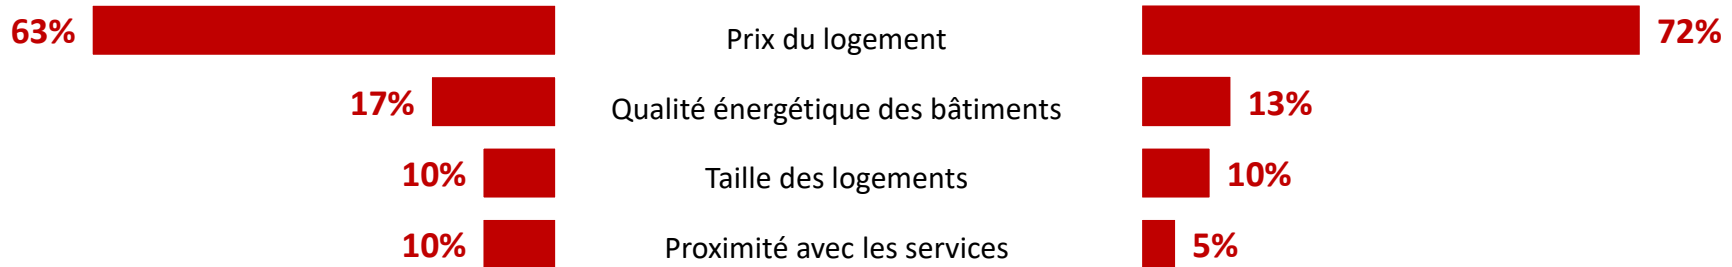 63% Prix du logement 72%
17% Qualité énergétique des bâtiments 13%
10% Taille des logements 10%
10% Proximité avec les services 5%